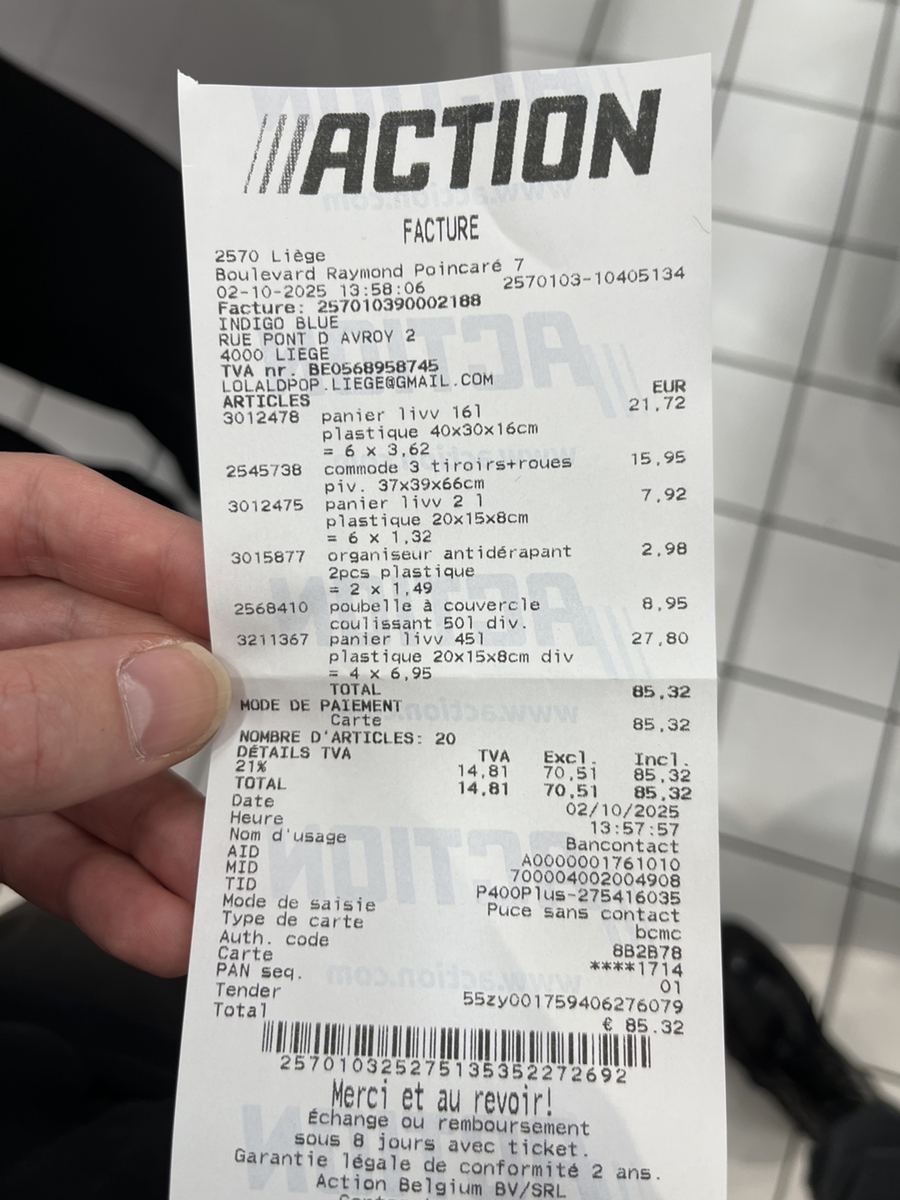 ACTION
FACTURE
2570 Liège
Boulevard Raymond Poincaré 7
02-10-2025 13:58:06 2570103-10405134
Facture: 257010390002188
INDIGO BLUE
RUE PONT D AVROY 2
4000 LIEGE
TVA nr. BE0568958745
LOLALDPOP.LIEGE@GMAIL.COM
ARTICLES EUR
3012478 panier livv 16l 21,72
plastique 40x30x16cm
= 6 x 3,62
2545738 commode 3 tiroirs+roues 15,95
piv. 37x39x66cm
3012475 panier livv 2 l 7,92
plastique 20x15x8cm
= 6 x 1,32
3015877 organiseur antidérapant 2,98
2pcs plastique
= 2 x 1,49
2568410 poubelle à couvercle 8,95
coulissant 50l div.
3211367 panier livv 45l 27,80
plastique 20x15x8cm div
= 4 x 6,95
TOTAL 85,32
MODE DE PAIEMENT
Carte 85,32
NOMBRE D'ARTICLES: 20
DÉTAILS TVA TVA Excl. Incl.
21% 14,81 70,51 85,32
TOTAL 14,81 70,51 85,32
Date 02/10/2025
Heure 13:57:57
Nom d'usage Bancontact
AID A0000001761010
MID 700004002004908
TID P400Plus-275416035
Mode de saisie Puce sans contact
Type de carte bcmc
Auth. code 8B2B78
Carte ****1714
PAN seq. 01
Tender 55zy001759406276079
Total € 85.32
257010325275135352272692
Merci et au revoir!
Échange ou remboursement
sous 8 jours avec ticket.
Garantie légale de conformité 2 ans.
Action Belgium BV/SRL